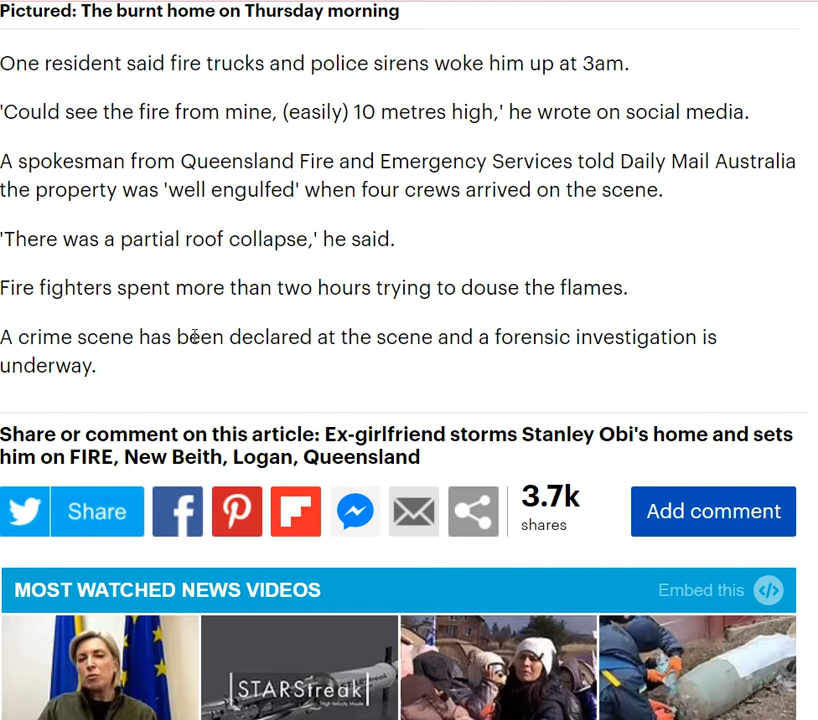 Pictured: The burnt home on Thursday morning
One resident said fire trucks and police sirens woke him up at 3am.
'Could see the fire from mine, (easily) 10 metres high,' he wrote on social media.
A spokesman from Queensland Fire and Emergency Services told Daily Mail Australia
the property was 'well engulfed' when four crews arrived on the scene.
'There was a partial roof collapse,' he said.
Fire fighters spent more than two hours trying to douse the flames.
A crime scene has been declared at the scene and a forensic investigation is
underway.
Share or comment on this article: Ex-girlfriend storms Stanley Obi's home and sets
him on FIRE, New Beith, Logan, Queensland
Share
3.7k
shares
Add comment
MOST WATCHED NEWS VIDEOS
Embed this
STARStreak
High Velocity Missile